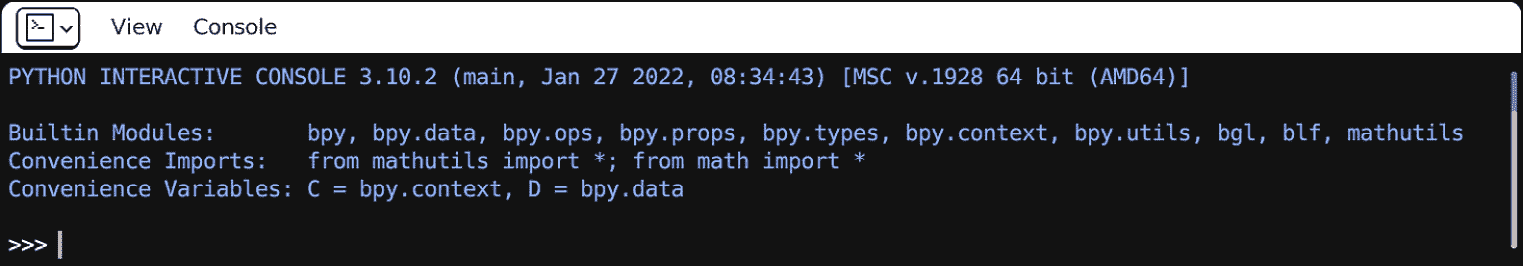 View Console
PYTHON INTERACTIVE CONSOLE 3.10.2 (main, Jan 27 2022, 08:34:43) [MSC v.1928 64 bit (AMD64)]
Builtin Modules:       bpy, bpy.data, bpy.ops, bpy.props, bpy.types, bpy.context, bpy.utils, bgl, blf, mathutils
Convenience Imports:   from mathutils import *; from math import *
Convenience Variables: C = bpy.context, D = bpy.data
>>>